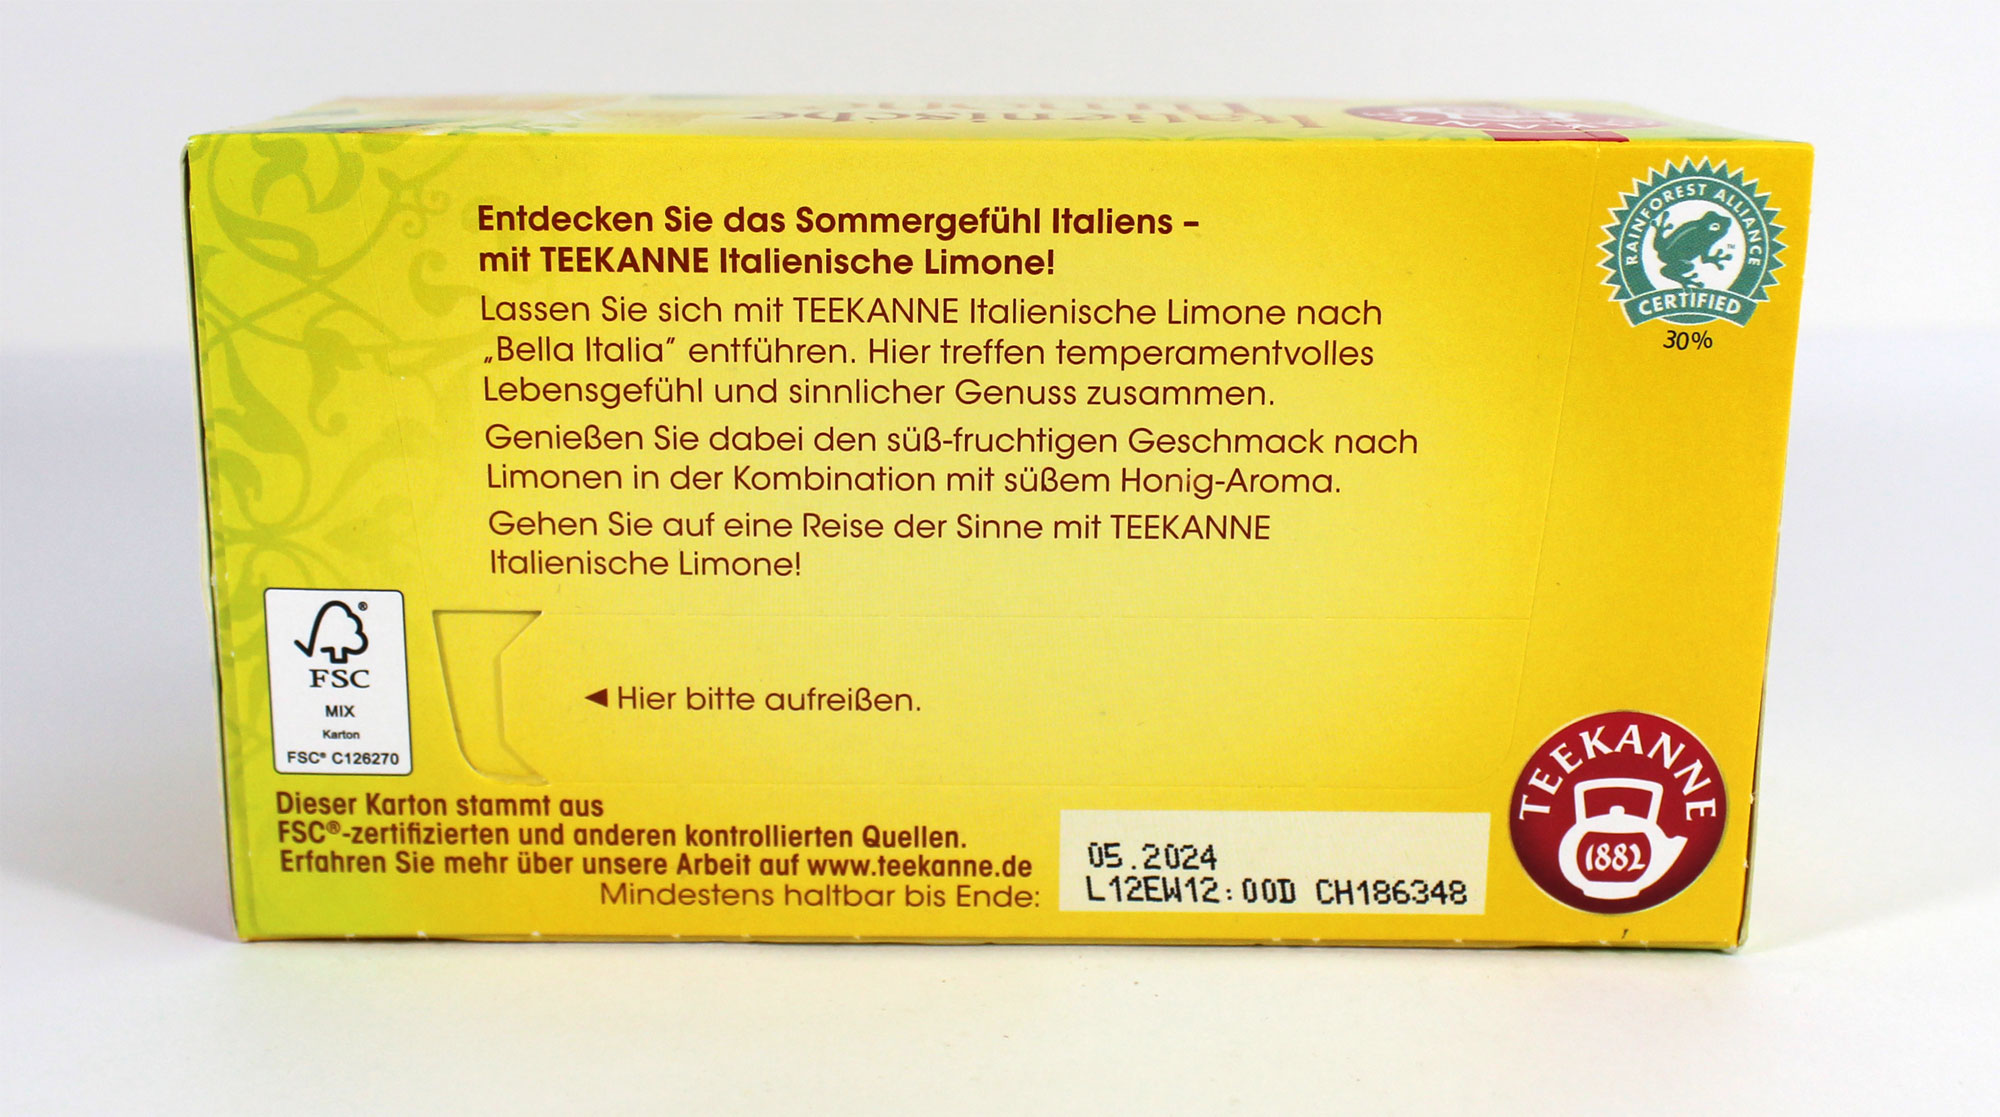 Italienische
Entdecken Sie das Sommergefühl Italiens –
mit TEEKANNE Italienische Limone!
Lassen Sie sich mit TEEKANNE Italienische Limone nach
„Bella Italia“ entführen. Hier treffen temperamentvolles
Lebensgefühl und sinnlicher Genuss zusammen.
Genießen Sie dabei den süß-fruchtigen Geschmack nach
Limonen in der Kombination mit süßem Honig-Aroma.
Gehen Sie auf eine Reise der Sinne mit TEEKANNE
Italienische Limone!
RAINFOREST ALLIANCE
TM
CERTIFIED
30%
®
FSC
MIX
Karton
FSC® C126270
◄ Hier bitte aufreißen.
Dieser Karton stammt aus
FSC®-zertifizierten und anderen kontrollierten Quellen.
Erfahren Sie mehr über unsere Arbeit auf www.teekanne.de
Mindestens haltbar bis Ende:
05.2024
L12EW12:00D CH186348
TEEKANNE
1882